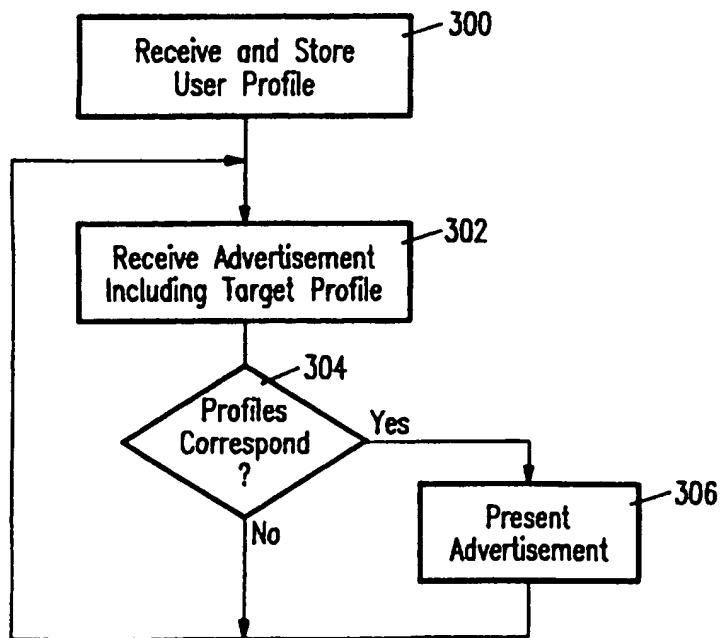 300
Receive and Store
User Profile
302
Receive Advertisement
Including Target Profile
304
Profiles
Correspond
?
Yes
No
306
Present
Advertisement